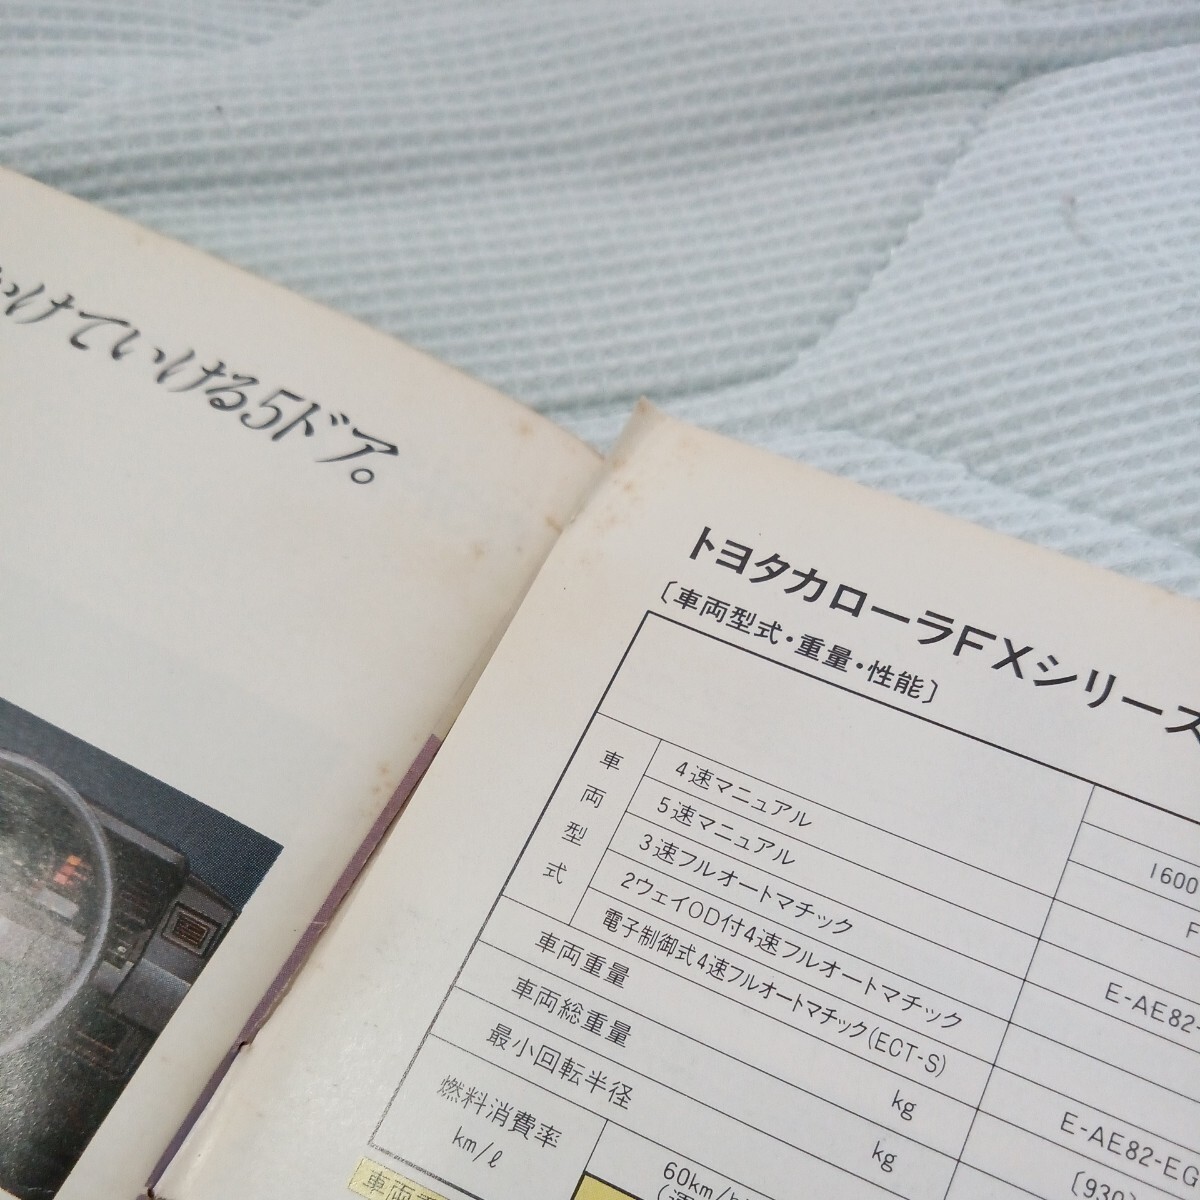 けていける5ドア。
トヨタカローラFXシリーズ
〔車両型式・重量・性能〕
1600
F
車両型式
4速マニュアル
5速マニュアル
3速フルオートマチック
E-AE82-
2ウェイOD付4速フルオートマチック
電子制御式4速フルオートマチック(ECT-S)
E-AE82-EG
車両重量 kg
〔930
車両総重量 kg
最小回転半径
燃料消費率
km/ℓ
60km/h
車両重